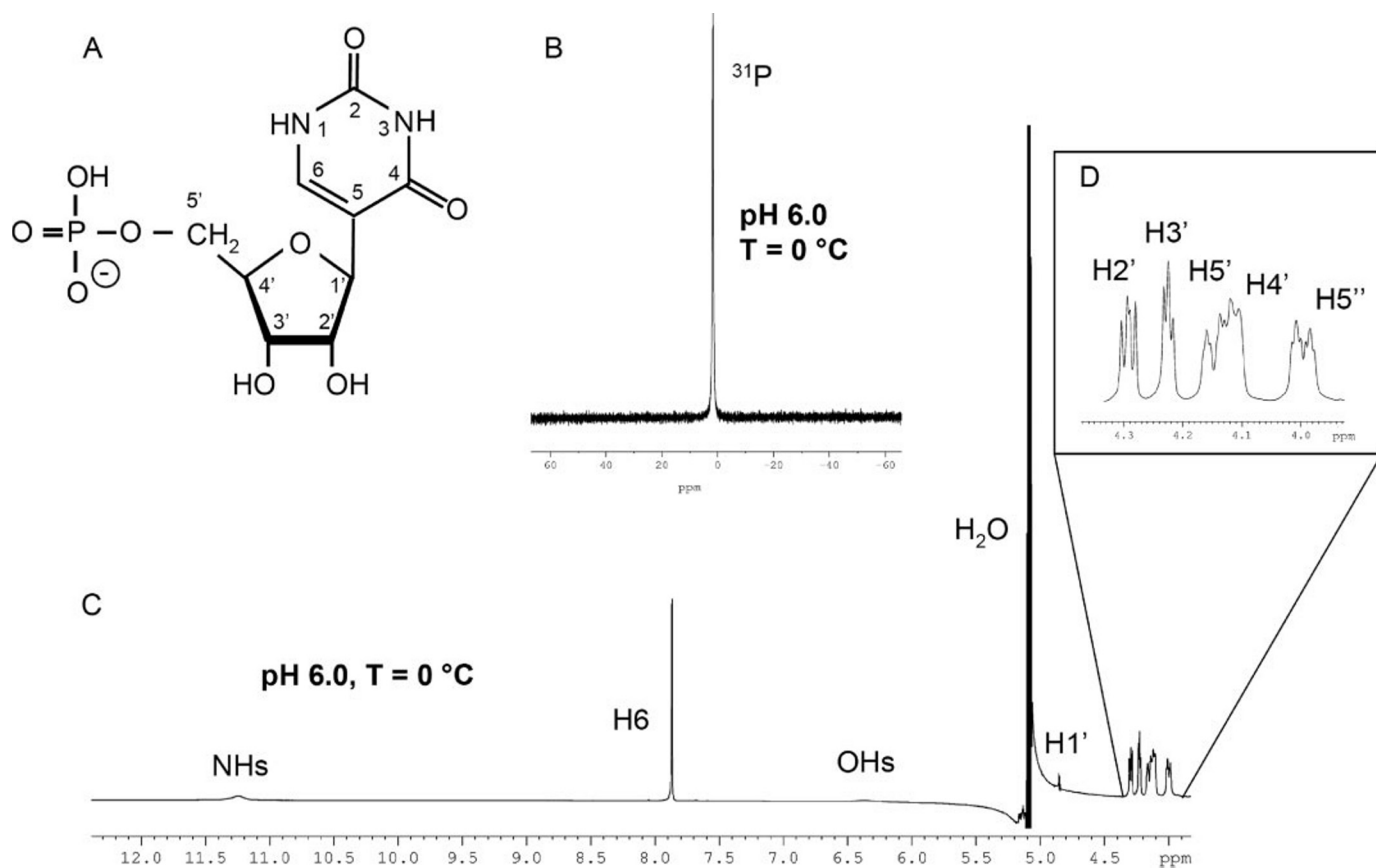 A
O
2
HN
1
3
NH
6
4
5
O
OH
5'
O
P
O
CH2
O
O
⊖
4'
1'
3'
2'
HO
OH
B
31P
pH 6.0
T = 0 °C
60 40 20 0 -20 -40 -60
ppm
D
H3'
H2'
H5'
H4'
H5''
4.3 4.2 4.1 4.0 ppm
H2O
C
pH 6.0, T = 0 °C
H6
H1'
NHs
OHs
12.0 11.5 11.0 10.5 10.0 9.5 9.0 8.5 8.0 7.5 7.0 6.5 6.0 5.5 5.0 4.5 ppm